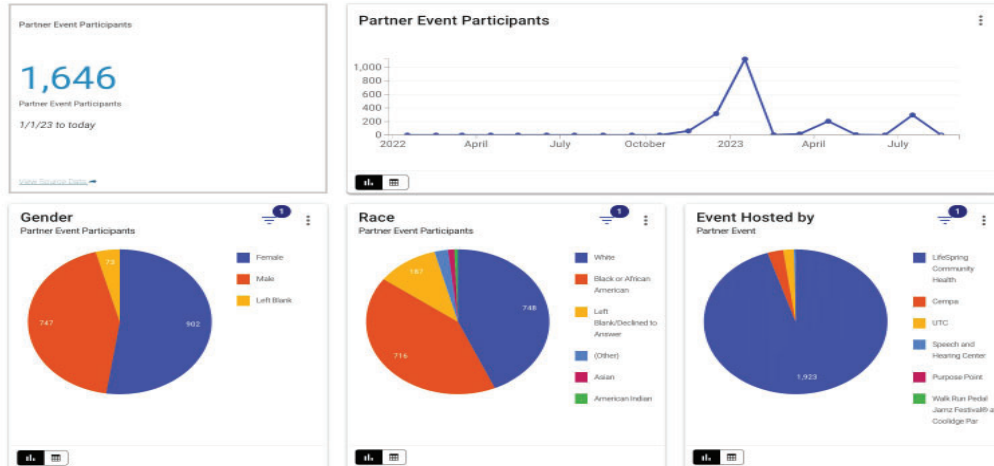 Partner Event Participants
1,646
Partner Event Participants
1/1/23 to today
View Source Data
Partner Event Participants
1,000
800
600
400
200
0
2022
April
July
October
2023
April
July
Gender
1
Partner Event Participants
Female
Male
Left Blank
73
747
902
Race
1
Partner Event Participants
White
Black or African
American
Left
Blank/Declined to
Answer
(Other)
Asian
American Indian
187
748
716
Event Hosted by
1
Partner Event
LifeSpring
Community
Health
Cempa
UTC
Speech and
Hearing Center
Purpose Point
Walk Run Pedal
Jamz Festival® a
Coolidge Par
1,923